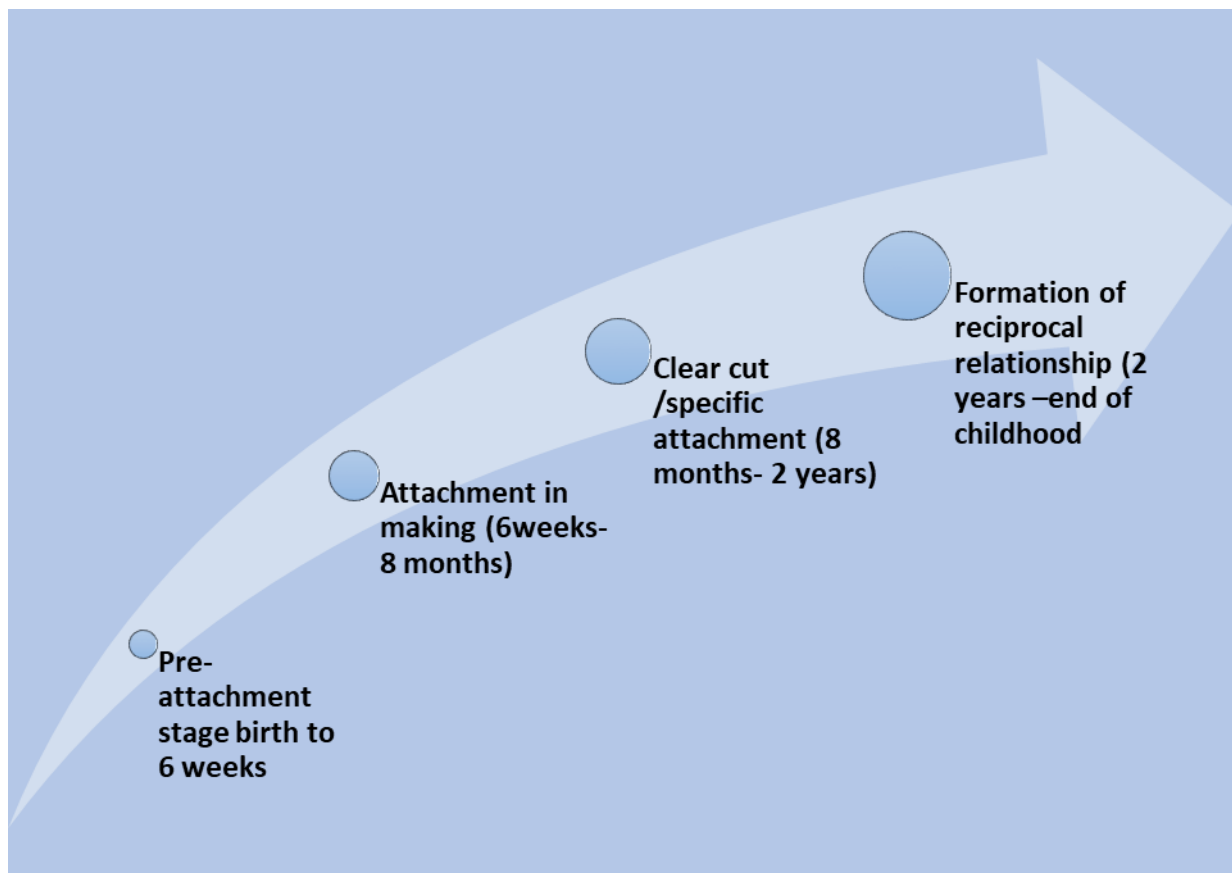 Pre-
attachment
stage birth to
6 weeks
Attachment in
making (6weeks-
8 months)
Clear cut
/specific
attachment (8
months- 2 years)
Formation of
reciprocal
relationship (2
years –end of
childhood